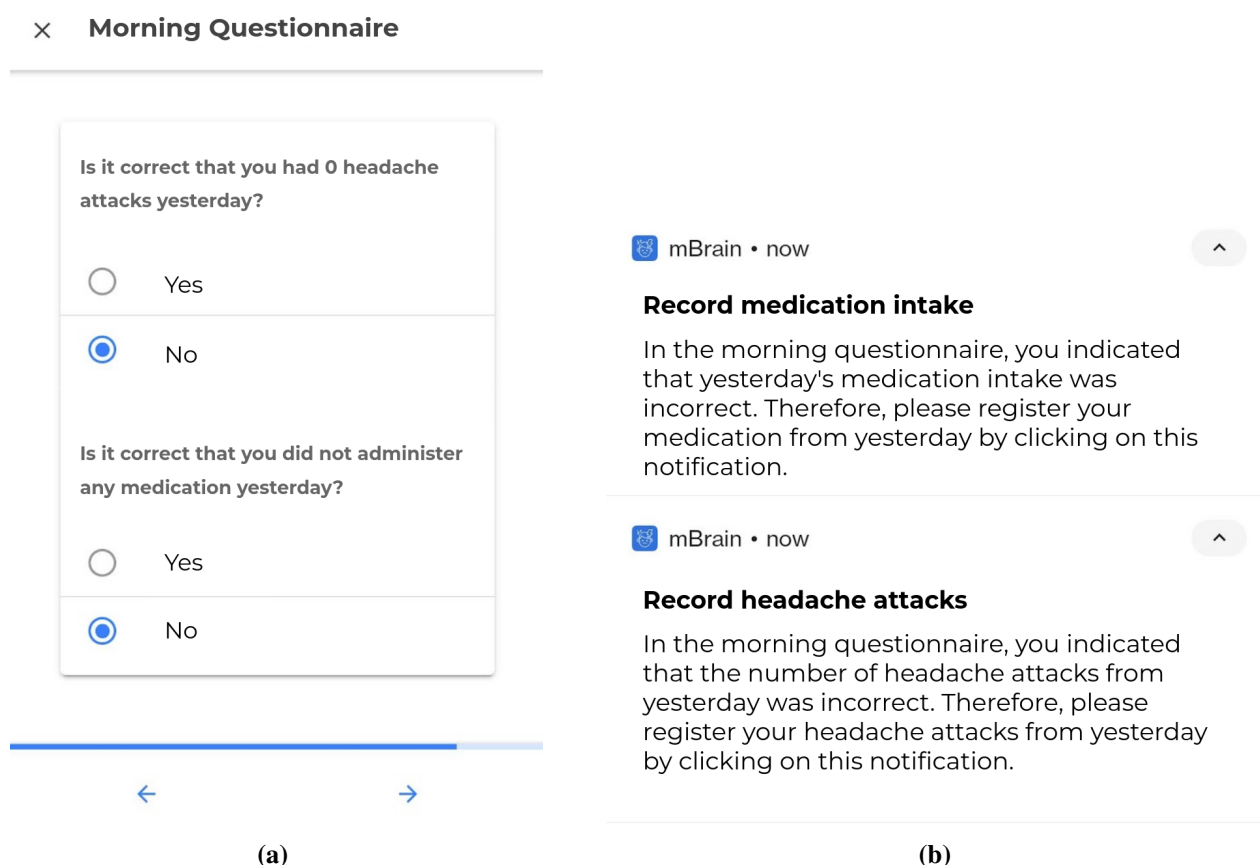 Morning Questionnaire
Is it correct that you had 0 headache
attacks yesterday?
Yes
No
Is it correct that you did not administer
any medication yesterday?
Yes
No
(a)
mBrain • now
Record medication intake
In the morning questionnaire, you indicated
that yesterday's medication intake was
incorrect. Therefore, please register your
medication from yesterday by clicking on this
notification.
mBrain • now
Record headache attacks
In the morning questionnaire, you indicated
that the number of headache attacks from
yesterday was incorrect. Therefore, please
register your headache attacks from yesterday
by clicking on this notification.
(b)